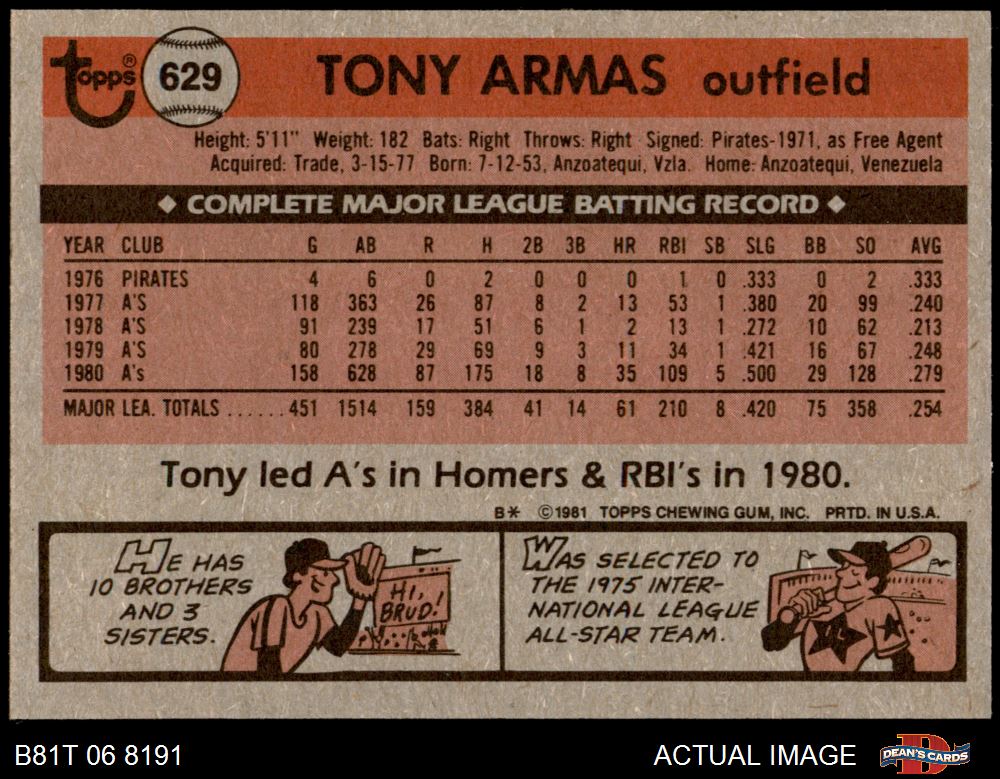 Topps®
629
TONY ARMAS outfield
Height: 5'11" Weight: 182 Bats: Right Throws: Right Signed: Pirates-1971, as Free Agent
Acquired: Trade, 3-15-77 Born: 7-12-53, Anzoatequi, Vzla. Home: Anzoatequi, Venezuela
◆ COMPLETE MAJOR LEAGUE BATTING RECORD ◆
YEAR CLUB G AB R H 2B 3B HR RBI SB SLG BB SO AVG
1976 PIRATES 4 6 0 2 0 0 0 1 0 .333 0 2 .333
1977 A'S 118 363 26 87 8 2 13 53 1 .380 20 99 .240
1978 A'S 91 239 17 51 6 1 2 13 1 .272 10 62 .213
1979 A'S 80 278 29 69 9 3 11 34 1 .421 16 67 .248
1980 A's 158 628 87 175 18 8 35 109 5 .500 29 128 .279
MAJOR LEA. TOTALS ......451 1514 159 384 41 14 61 210 8 .420 75 358 .254
Tony led A's in Homers & RBI's in 1980.
B* ©1981 TOPPS CHEWING GUM, INC. PRTD. IN U.S.A.
HE HAS
10 BROTHERS
AND 3
SISTERS.
HI,
BRUD!
WAS SELECTED TO
THE 1975 INTER-
NATIONAL LEAGUE
ALL-STAR TEAM.
B81T 06 8191
ACTUAL IMAGE
DEAN'S CARDS